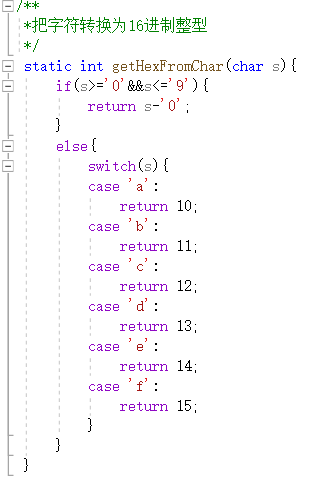 /**
*把字符转换为16进制整型
*/
static int getHexFromChar(char s){
if(s>='0'&&s<='9'){
return s-'0';
}
else{
switch(s){
case 'a':
return 10;
case 'b':
return 11;
case 'c':
return 12;
case 'd':
return 13;
case 'e':
return 14;
case 'f':
return 15;
}
}
}